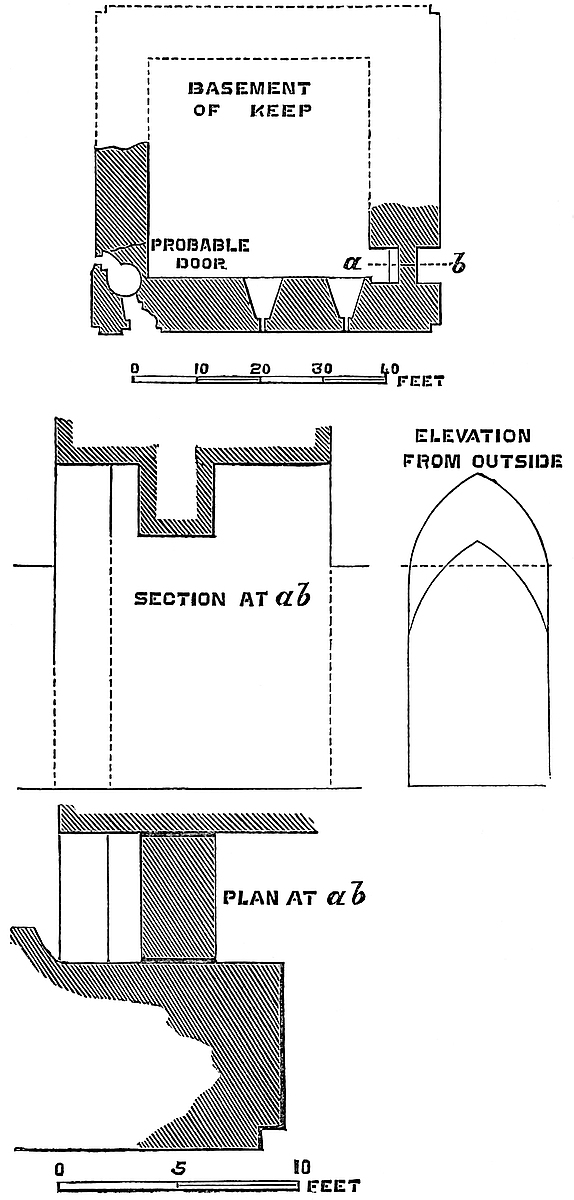 BASEMENT
OF KEEP
PROBABLE
DOOR
a b
0 10 20 30 40
FEET
ELEVATION
FROM OUTSIDE
SECTION AT ab
PLAN AT ab
0 5 10
FEET